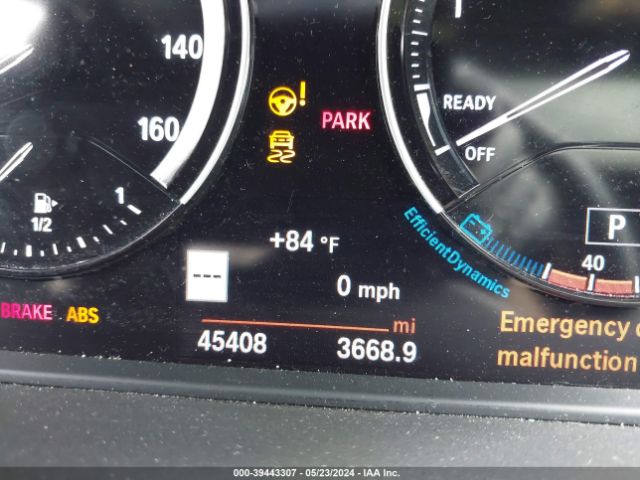 140
160
READY
OFF
PARK
1
1/2
+84 °F
EfficientDynamics
P
40
---
0 mph
BRAKE ABS
mi
45408 3668.9
Emergency
malfunction
000-39443307 - 05/23/2024 - IAA Inc.